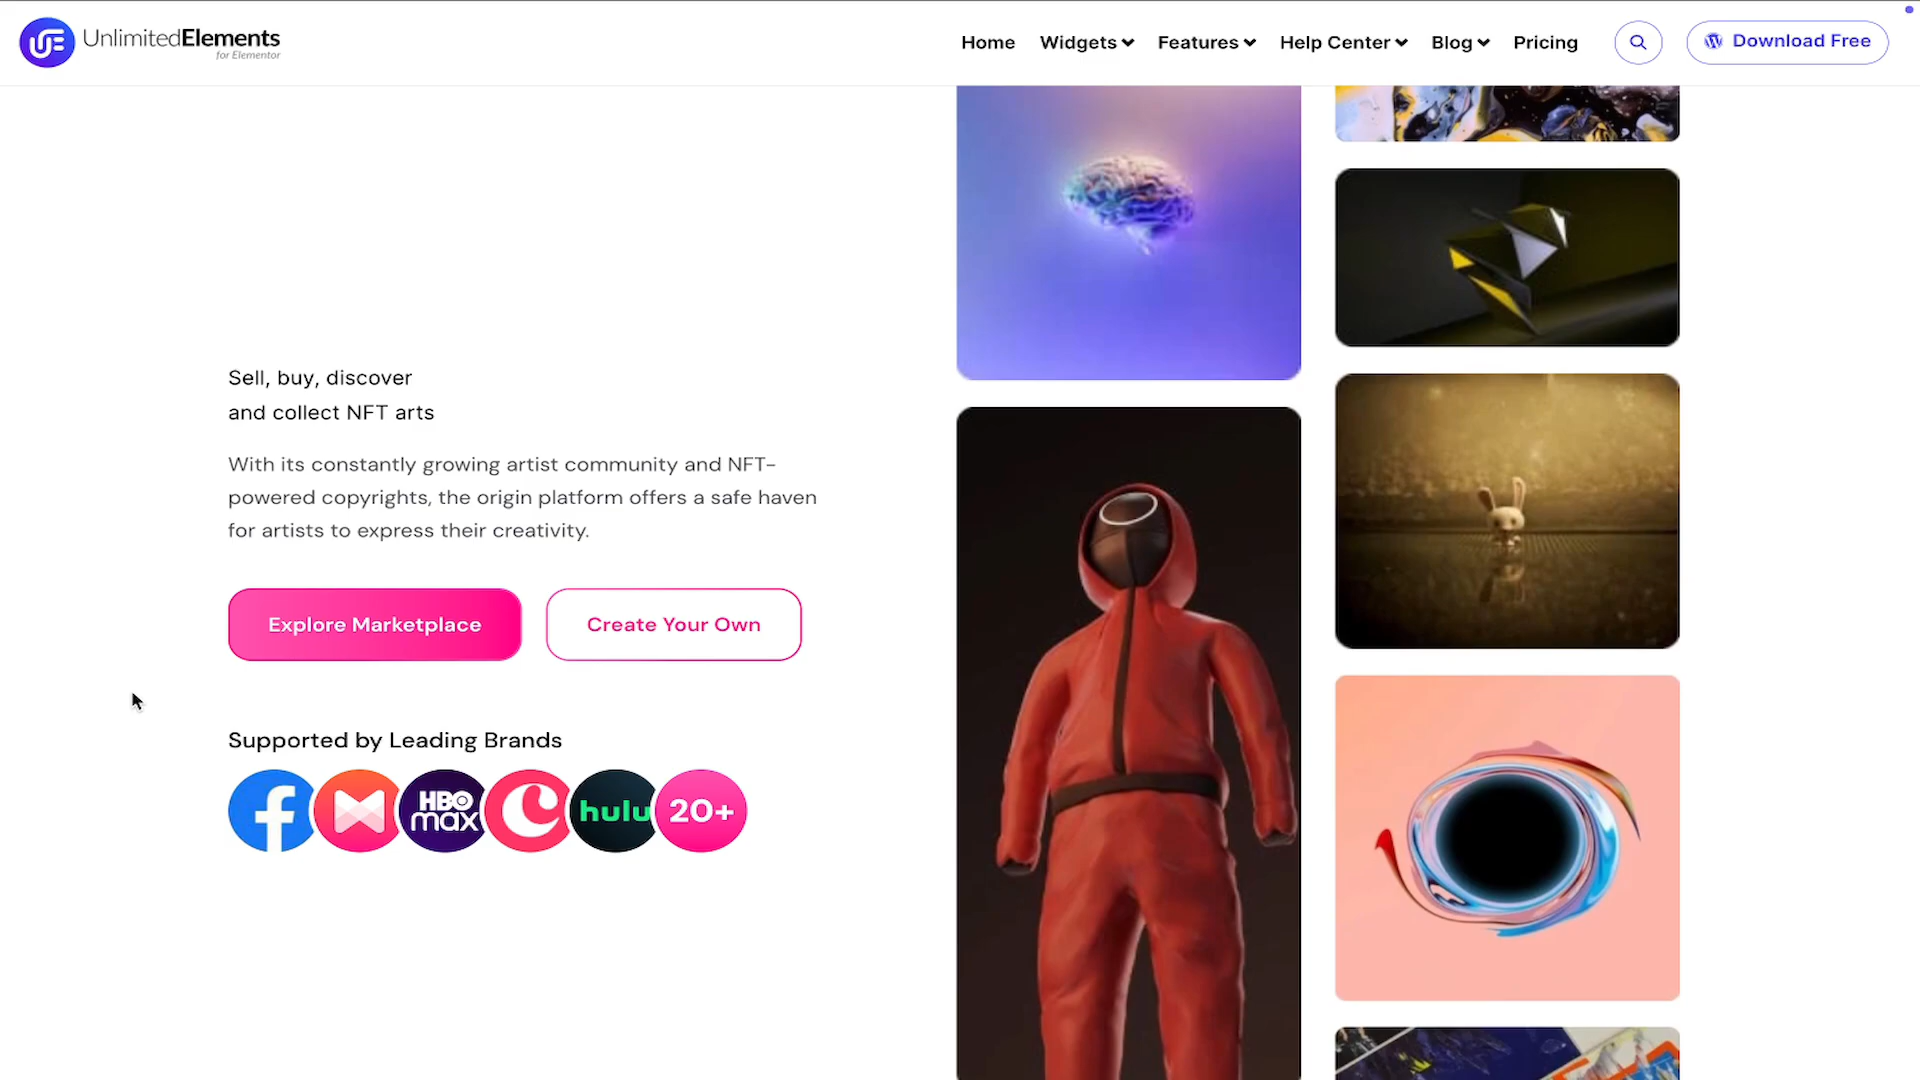 UnlimitedElements
for Elementor
Home
Widgets
Features
Help Center
Blog
Pricing
Download Free
Sell, buy, discover
and collect NFT arts
With its constantly growing artist community and NFT-
powered copyrights, the origin platform offers a safe haven
for artists to express their creativity.
Explore Marketplace
Create Your Own
Supported by Leading Brands
HBO
max
hulu
20+